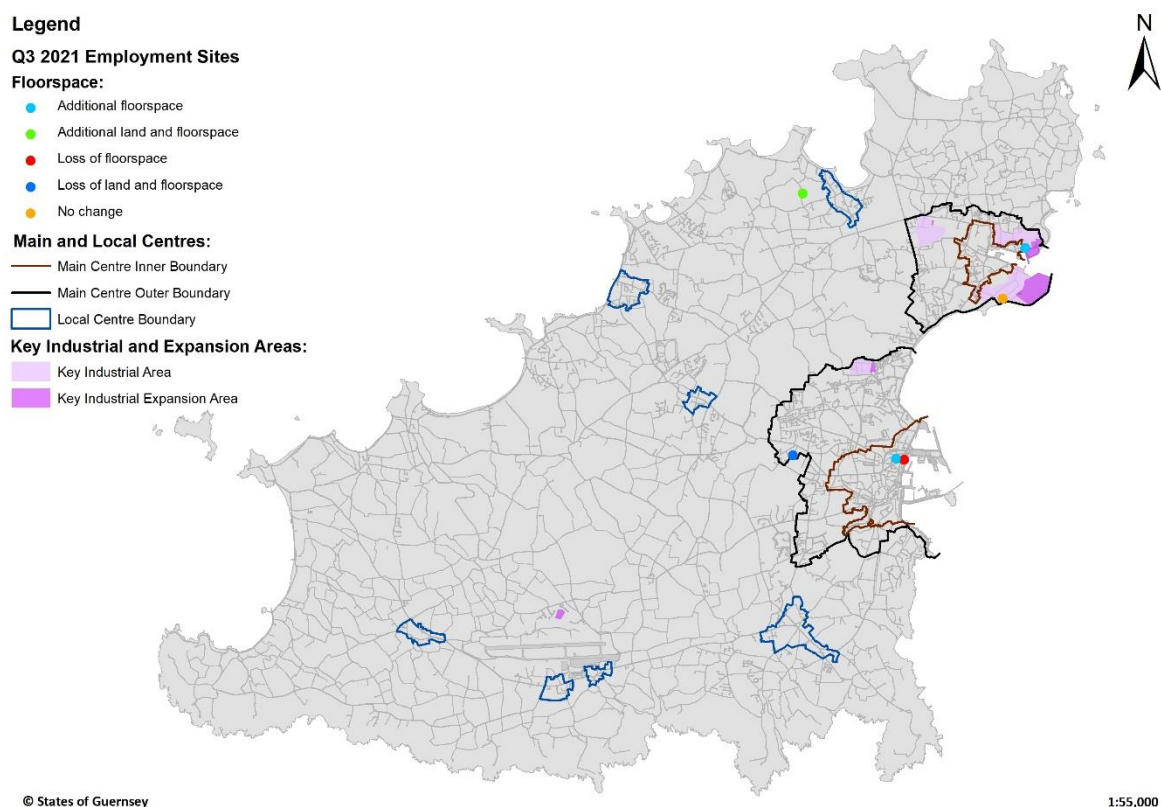 Legend
Q3 2021 Employment Sites
Floorspace:
Additional floorspace
Additional land and floorspace
Loss of floorspace
Loss of land and floorspace
No change
Main and Local Centres:
Main Centre Inner Boundary
Main Centre Outer Boundary
Local Centre Boundary
Key Industrial and Expansion Areas:
Key Industrial Area
Key Industrial Expansion Area
N
© States of Guernsey
1:55,000